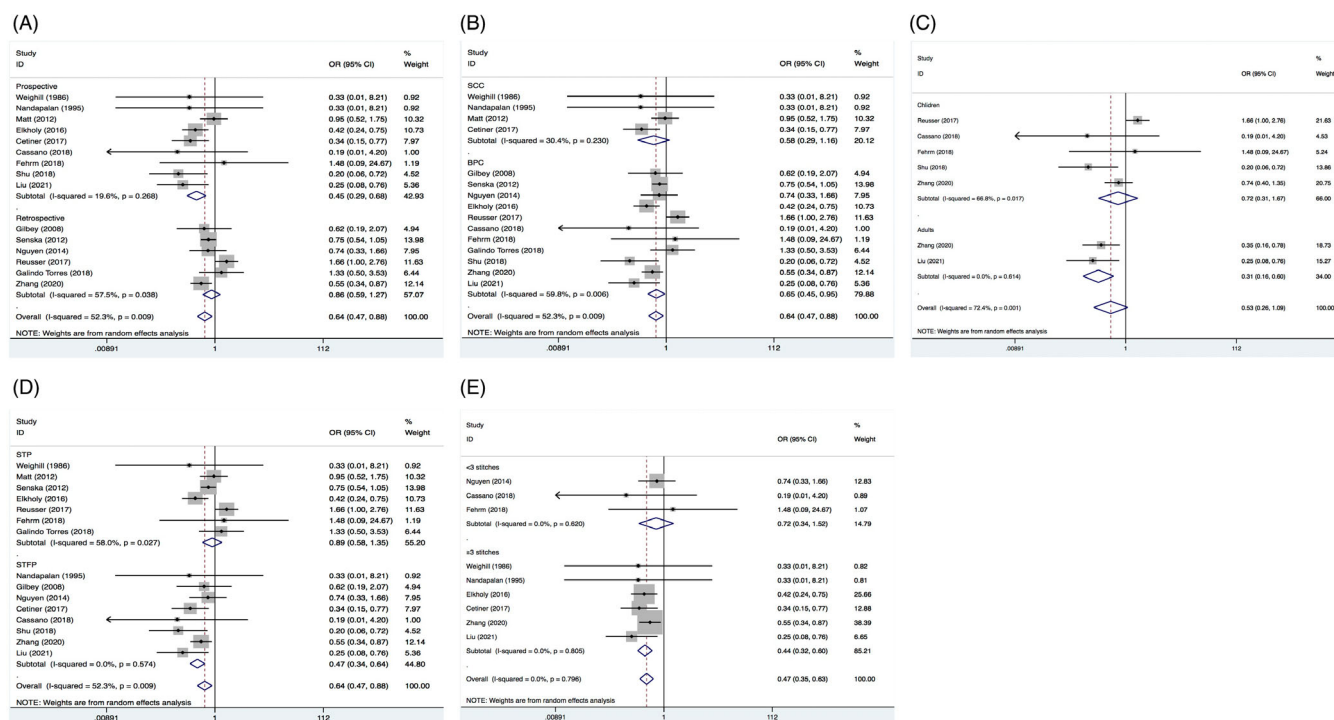 (A)
Study
%
ID
OR (95% CI)
Weight
Prospective
Weighill (1986)
0.33 (0.01, 8.21)
0.92
Nandapalan (1995)
0.33 (0.01, 8.21)
0.92
Matt (2012)
0.95 (0.52, 1.75)
10.32
Elkholy (2016)
0.42 (0.24, 0.75)
10.73
Cetiner (2017)
0.34 (0.15, 0.77)
7.97
Cassano (2018)
0.19 (0.01, 4.20)
1.00
Fehrm (2018)
1.48 (0.09, 24.67)
1.19
Shu (2018)
0.20 (0.06, 0.72)
4.52
Liu (2021)
0.25 (0.08, 0.76)
5.36
Subtotal (I-squared = 19.6%, p = 0.268)
0.45 (0.29, 0.68)
42.93
.
Retrospective
Gilbey (2008)
0.62 (0.19, 2.07)
4.94
Senska (2012)
0.75 (0.54, 1.05)
13.98
Nguyen (2014)
0.74 (0.33, 1.66)
7.95
Reusser (2017)
1.66 (1.00, 2.76)
11.63
Galindo Torres (2018)
1.33 (0.50, 3.53)
6.44
Zhang (2020)
0.55 (0.34, 0.87)
12.14
Subtotal (I-squared = 57.5%, p = 0.038)
0.86 (0.59, 1.27)
57.07
.
Overall (I-squared = 52.3%, p = 0.009)
0.64 (0.47, 0.88)
100.00
NOTE: Weights are from random effects analysis
.00891
1
112
(B)
Study
%
ID
OR (95% CI)
Weight
SCC
Weighill (1986)
0.33 (0.01, 8.21)
0.92
Nandapalan (1995)
0.33 (0.01, 8.21)
0.92
Matt (2012)
0.95 (0.52, 1.75)
10.32
Cetiner (2017)
0.34 (0.15, 0.77)
7.97
Subtotal (I-squared = 30.4%, p = 0.230)
0.58 (0.29, 1.16)
20.12
.
BPC
Gilbey (2008)
0.62 (0.19, 2.07)
4.94
Senska (2012)
0.75 (0.54, 1.05)
13.98
Nguyen (2014)
0.74 (0.33, 1.66)
7.95
Elkholy (2016)
0.42 (0.24, 0.75)
10.73
Reusser (2017)
1.66 (1.00, 2.76)
11.63
Cassano (2018)
0.19 (0.01, 4.20)
1.00
Fehrm (2018)
1.48 (0.09, 24.67)
1.19
Galindo Torres (2018)
1.33 (0.50, 3.53)
6.44
Shu (2018)
0.20 (0.06, 0.72)
4.52
Zhang (2020)
0.55 (0.34, 0.87)
12.14
Liu (2021)
0.25 (0.08, 0.76)
5.36
Subtotal (I-squared = 59.8%, p = 0.006)
0.65 (0.45, 0.95)
79.88
.
Overall (I-squared = 52.3%, p = 0.009)
0.64 (0.47, 0.88)
100.00
NOTE: Weights are from random effects analysis
.00891
1
112
(C)
Study
%
ID
OR (95% CI)
Weight
Children
Reusser (2017)
1.66 (1.00, 2.76)
21.63
Cassano (2018)
0.19 (0.01, 4.20)
4.53
Fehrm (2018)
1.48 (0.09, 24.67)
5.24
Shu (2018)
0.20 (0.06, 0.72)
13.86
Zhang (2020)
0.74 (0.40, 1.35)
20.75
Subtotal (I-squared = 66.8%, p = 0.017)
0.72 (0.31, 1.67)
66.00
.
Adults
Zhang (2020)
0.35 (0.16, 0.78)
18.73
Liu (2021)
0.25 (0.08, 0.76)
15.27
Subtotal (I-squared = 0.0%, p = 0.614)
0.31 (0.16, 0.60)
34.00
.
Overall (I-squared = 72.4%, p = 0.001)
0.53 (0.26, 1.09)
100.00
NOTE: Weights are from random effects analysis
.00891
1
112
(D)
Study
%
ID
OR (95% CI)
Weight
STP
Weighill (1986)
0.33 (0.01, 8.21)
0.92
Matt (2012)
0.95 (0.52, 1.75)
10.32
Senska (2012)
0.75 (0.54, 1.05)
13.98
Elkholy (2016)
0.42 (0.24, 0.75)
10.73
Reusser (2017)
1.66 (1.00, 2.76)
11.63
Fehrm (2018)
1.48 (0.09, 24.67)
1.19
Galindo Torres (2018)
1.33 (0.50, 3.53)
6.44
Subtotal (I-squared = 58.0%, p = 0.027)
0.89 (0.58, 1.35)
55.20
.
STFP
Nandapalan (1995)
0.33 (0.01, 8.21)
0.92
Gilbey (2008)
0.62 (0.19, 2.07)
4.94
Nguyen (2014)
0.74 (0.33, 1.66)
7.95
Cetiner (2017)
0.34 (0.15, 0.77)
7.97
Cassano (2018)
0.19 (0.01, 4.20)
1.00
Shu (2018)
0.20 (0.06, 0.72)
4.52
Zhang (2020)
0.55 (0.34, 0.87)
12.14
Liu (2021)
0.25 (0.08, 0.76)
5.36
Subtotal (I-squared = 0.0%, p = 0.574)
0.47 (0.34, 0.64)
44.80
.
Overall (I-squared = 52.3%, p = 0.009)
0.64 (0.47, 0.88)
100.00
NOTE: Weights are from random effects analysis
.00891
1
112
(E)
Study
%
ID
OR (95% CI)
Weight
<3 stitches
Nguyen (2014)
0.74 (0.33, 1.66)
12.83
Cassano (2018)
0.19 (0.01, 4.20)
0.89
Fehrm (2018)
1.48 (0.09, 24.67)
1.07
Subtotal (I-squared = 0.0%, p = 0.620)
0.72 (0.34, 1.52)
14.79
.
≥3 stitches
Weighill (1986)
0.33 (0.01, 8.21)
0.82
Nandapalan (1995)
0.33 (0.01, 8.21)
0.81
Elkholy (2016)
0.42 (0.24, 0.75)
25.66
Cetiner (2017)
0.34 (0.15, 0.77)
12.88
Zhang (2020)
0.55 (0.34, 0.87)
38.39
Liu (2021)
0.25 (0.08, 0.76)
6.65
Subtotal (I-squared = 0.0%, p = 0.805)
0.44 (0.32, 0.60)
85.21
.
Overall (I-squared = 0.0%, p = 0.796)
0.47 (0.35, 0.63)
100.00
NOTE: Weights are from random effects analysis
.00891
1
112